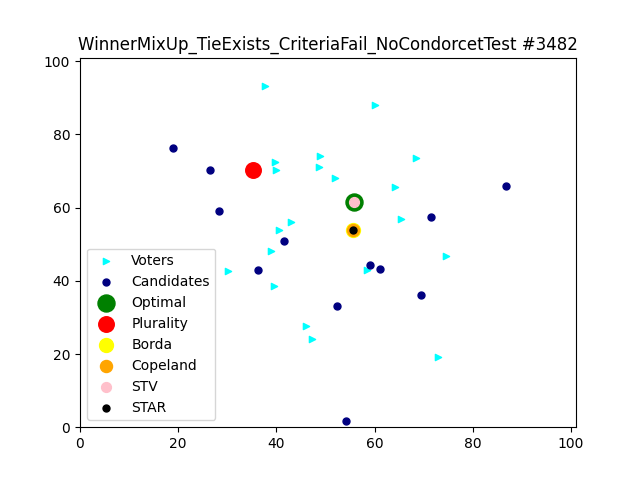 WinnerMixUp_TieExists_CriteriaFail_NoCondorcetTest #3482
100
80
60
40
20
0
Voters
Candidates
Optimal
Plurality
Borda
Copeland
STV
STAR
0 20 40 60 80 100